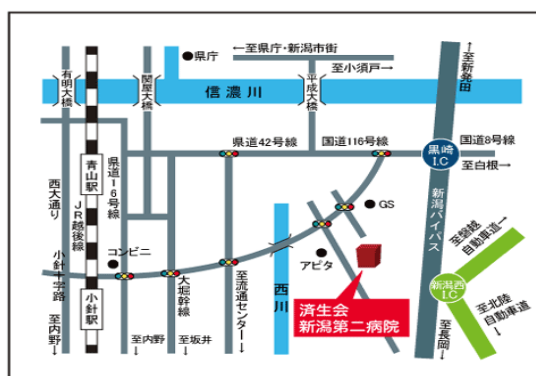 ←至県庁・新潟市街
●県庁
至小須戸→
至新発田→
有明大橋
関屋大橋
平成大橋
信濃川
県道42号線
国道116号線
黒崎
I.C
国道8号線
至白根→
青山駅
県道16号線
西大通り
JR越後線
新潟バイパス
●GS
至磐越
自動車道→
コンビニ
アピタ
小針十字路
小針駅
大堀幹線
至流通センター→
西川
済生会
新潟第二病院
新潟西
I.C
至北陸
自動車道→
至内野→
至内野→
至坂井→
至長岡→